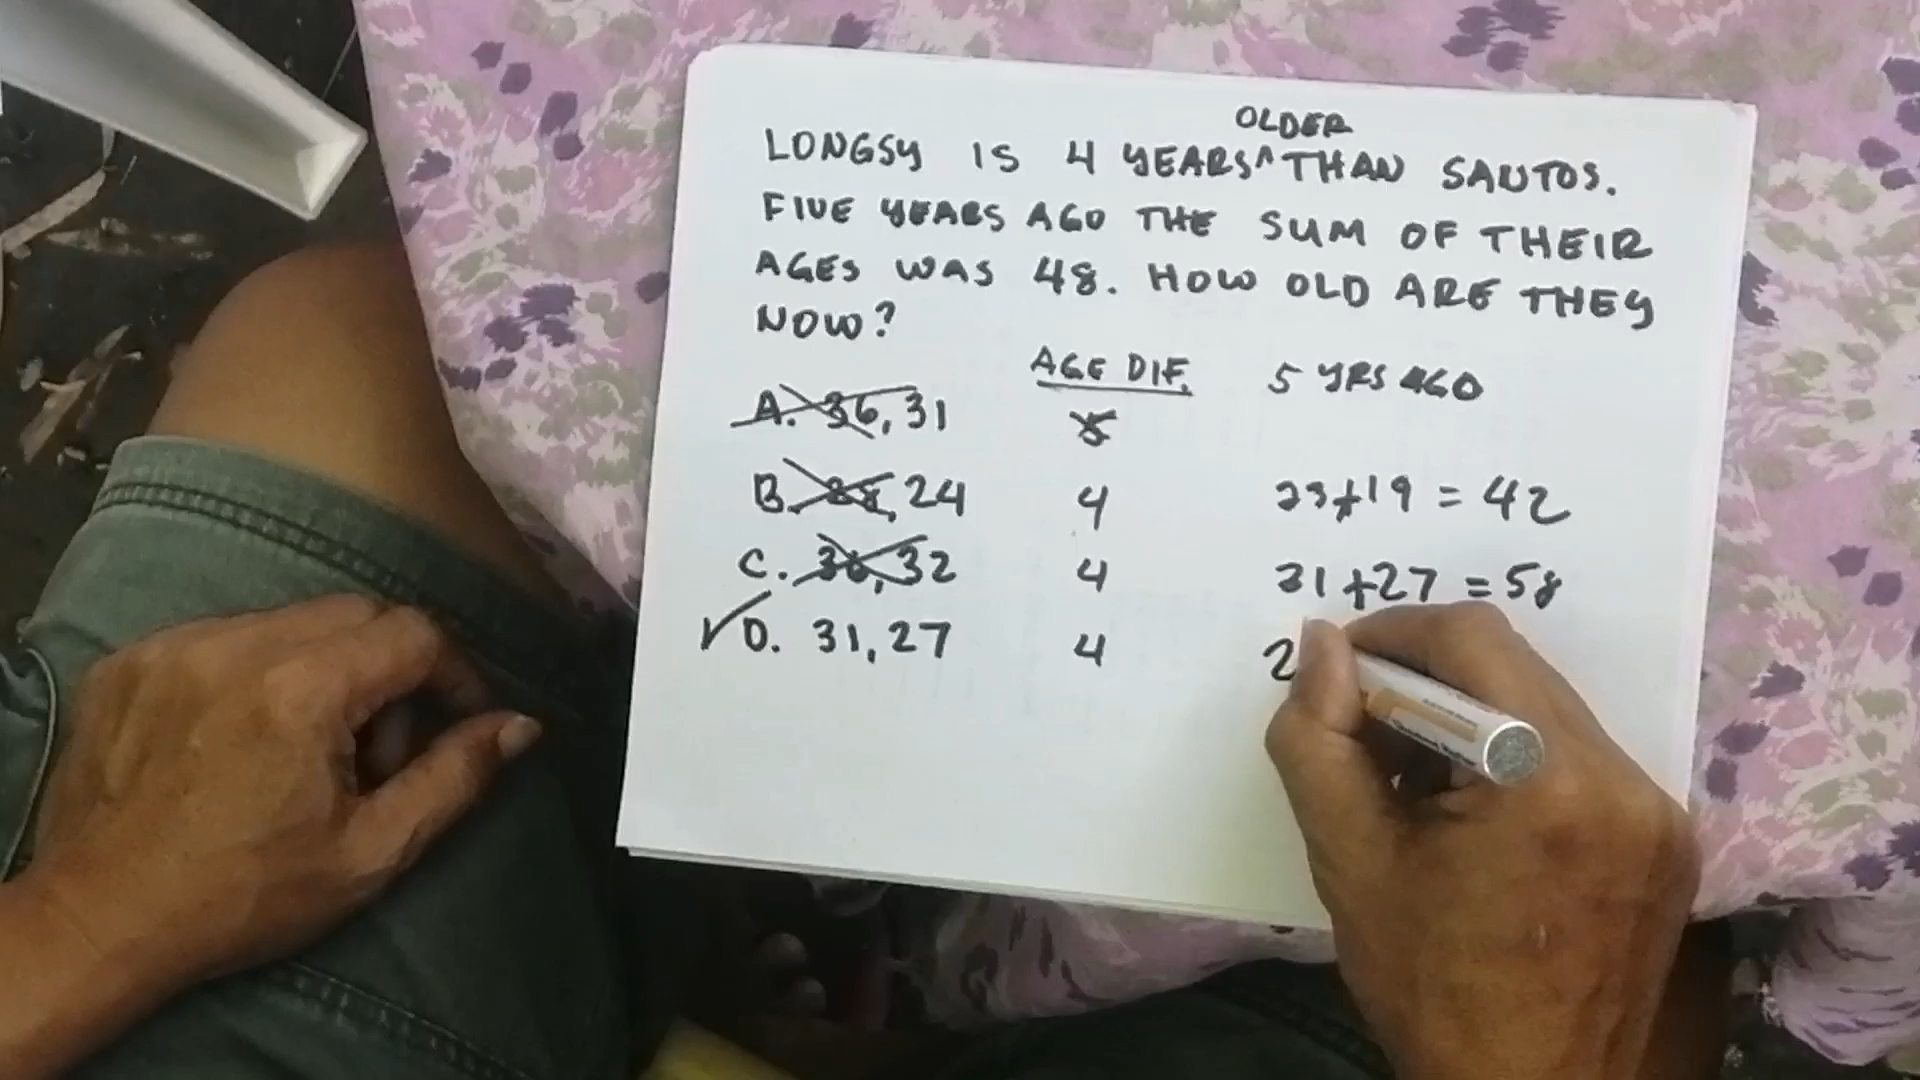 OLDER
LONGSY IS 4 YEARS^THAN SANTOS.
FIVE YEARS AGO THE SUM OF THEIR
AGES WAS 48. HOW OLD ARE THEY
NOW?
AGE DIF. 5 YRS AGO
A. 36, 31 5
B. 28, 24 4 23+19 = 42
C. 36, 32 4 31+27 = 58
D. 31, 27 4 2